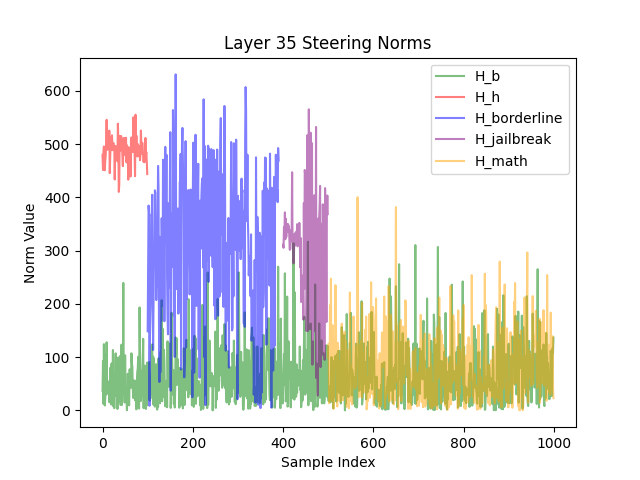 Layer 35 Steering Norms
H_b
H_h
H_borderline
H_jailbreak
H_math
Norm Value
600
500
400
300
200
100
0
0
200
400
600
800
1000
Sample Index